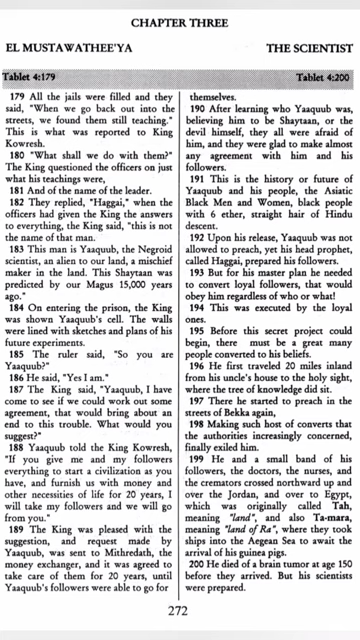 CHAPTER THREE
EL MUSTAWATHEE'YA
THE SCIENTIST
Tablet 4:179
Tablet 4:200
179 All the jails were filled and they
said, "When we go back out into the
streets, we found them still teaching."
This is what was reported to King
Kowresh.
180 "What shall we do with them?"
The King questioned the officers on just
what his teachings were,
181 And of the name of the leader.
182 They replied, "Haggai," when the
officers had given the King the answers
to everything, the King said, "this is not
the name of that man.
183 This man is Yaaquub, the Negroid
scientist, an alien to our land, a mischief
maker in the land. This Shaytaan was
predicted by our Magus 15,000 years
ago."
184 On entering the prison, the King
was shown Yaaquub's cell. The walls
were lined with sketches and plans of his
future experiments.
185 The ruler said, "So you are
Yaaquub?"
186 He said, "Yes I am."
187 The King said, "Yaaquub, I have
come to see if we could work out some
agreement, that would bring about an
end to this trouble. What would you
suggest?"
188 Yaaquub told the King Kowresh,
"If you give me and my followers
everything to start a civilization as you
have, and furnish us with money and
other necessities of life for 20 years, I
will take my followers and we will go
from you."
189 The King was pleased with the
suggestion, and request made by
Yaaquub, was sent to Mithredath, the
money exchanger, and it was agreed to
take care of them for 20 years, until
Yaaquub's followers were able to go for
themselves.
190 After learning who Yaaquub was,
believing him to be Shaytaan, or the
devil himself, they all were afraid of
him, and they were glad to make almost
any agreement with him and his
followers.
191 This is the history or future of
Yaaquub and his people, the Asiatic
Black Men and Women, black people
with 6 ether, straight hair of Hindu
descent.
192 Upon his release, Yaaquub was not
allowed to preach, yet his head prophet,
called Haggai, prepared his followers.
193 But for his master plan he needed
to convert loyal followers, that would
obey him regardless of who or what!
194 This was executed by the loyal
ones.
195 Before this secret project could
begin, there must be a great many
people converted to his beliefs.
196 He first traveled 20 miles inland
from his uncle's house to the holy sight,
where the tree of knowledge did sit.
197 There he started to preach in the
streets of Bekka again,
198 Making such host of converts that
the authorities increasingly concerned,
finally exiled him.
199 He and a small band of his
followers, the doctors, the nurses, and
the cremators crossed northward up and
over the Jordan, and over to Egypt,
which was originally called Tah,
meaning "land", and also Ta-mara,
meaning "land of Ra", where they took
ships into the Aegean Sea to await the
arrival of his guinea pigs.
200 He died of a brain tumor at age 150
before they arrived. But his scientists
were prepared.
272